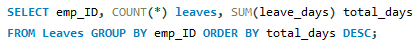 SELECT emp_ID, COUNT(*) leaves, SUM(leave_days) total_days
FROM Leaves GROUP BY emp_ID ORDER BY total_days DESC;